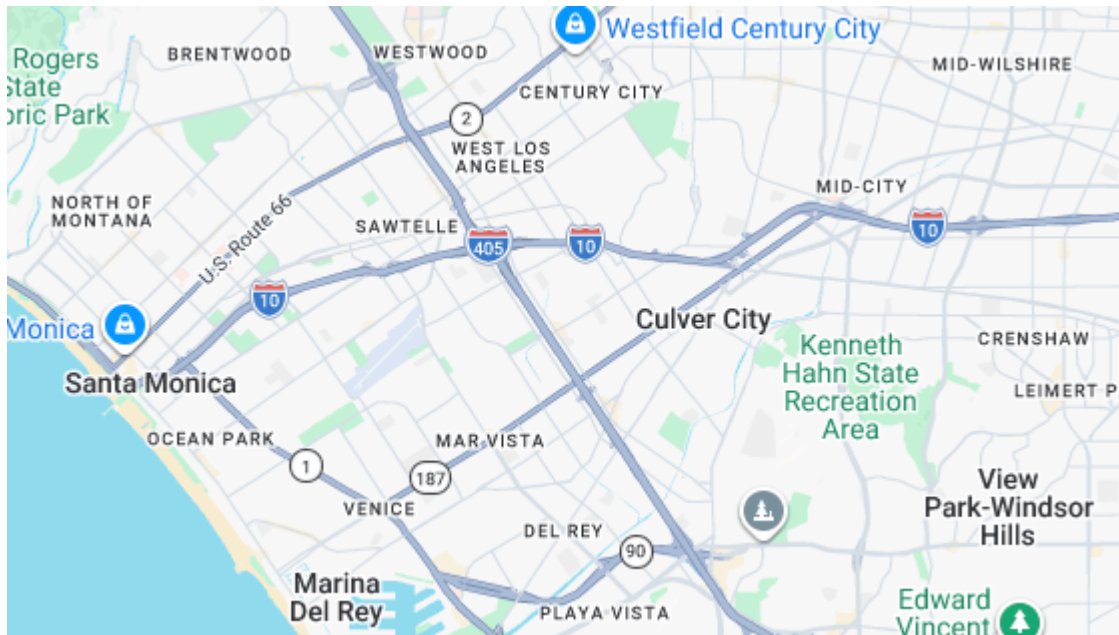 Westfield Century City
BRENTWOOD
WESTWOOD
Rogers
State
oric Park
MID-WILSHIRE
CENTURY CITY
2
WEST LOS
ANGELES
MID-CITY
NORTH OF
MONTANA
U.S. Route 66
SAWTELLE
405
10
10
10
Monica
Culver City
Santa Monica
Kenneth
Hahn State
Recreation
Area
CRENSHAW
LEIMERT P
OCEAN PARK
MAR VISTA
1
187
VENICE
View
Park-Windsor
Hills
DEL REY
90
Marina
Del Rey
PLAYA VISTA
Edward
Vincent